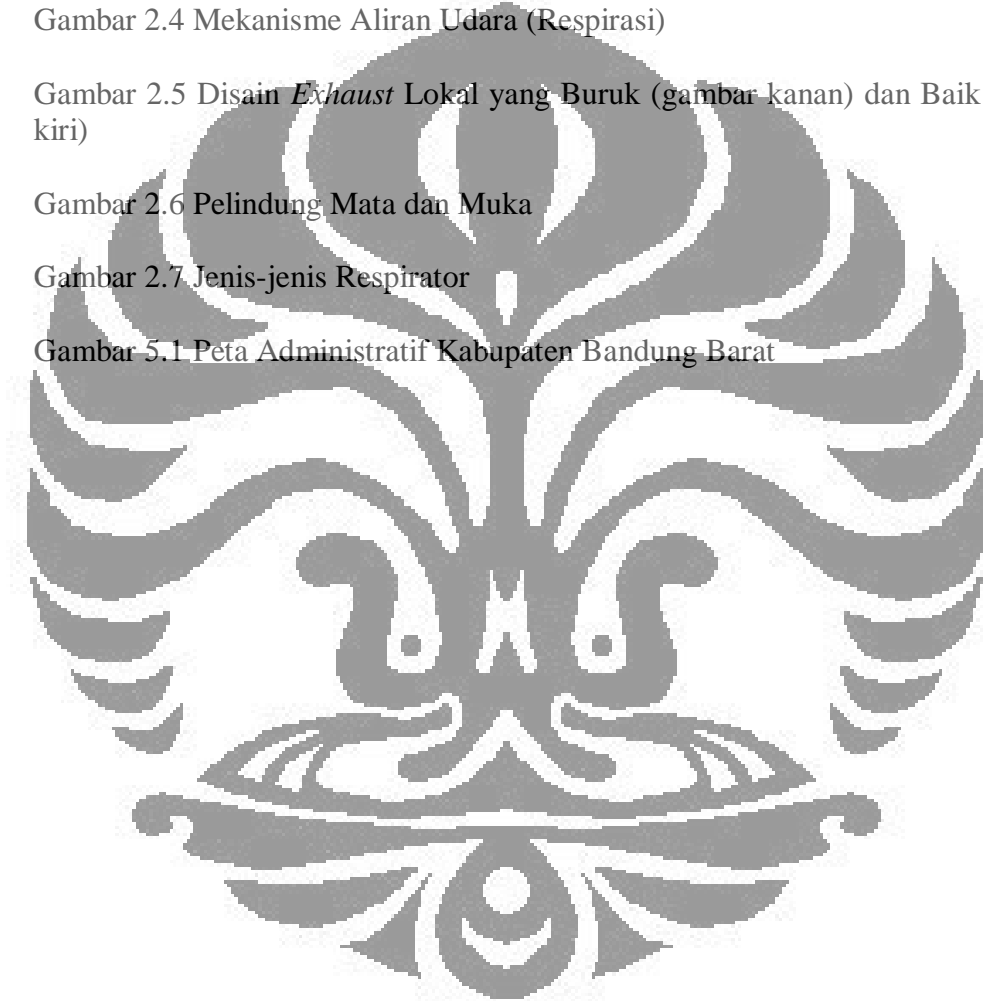 Gambar 2.4 Mekanisme Aliran Udara (Respirasi)
Gambar 2.5 Disain Exhaust Lokal yang Buruk (gambar kanan) dan Baik
kiri)
Gambar 2.6 Pelindung Mata dan Muka
Gambar 2.7 Jenis-jenis Respirator
Gambar 5.1 Peta Administratif Kabupaten Bandung Barat